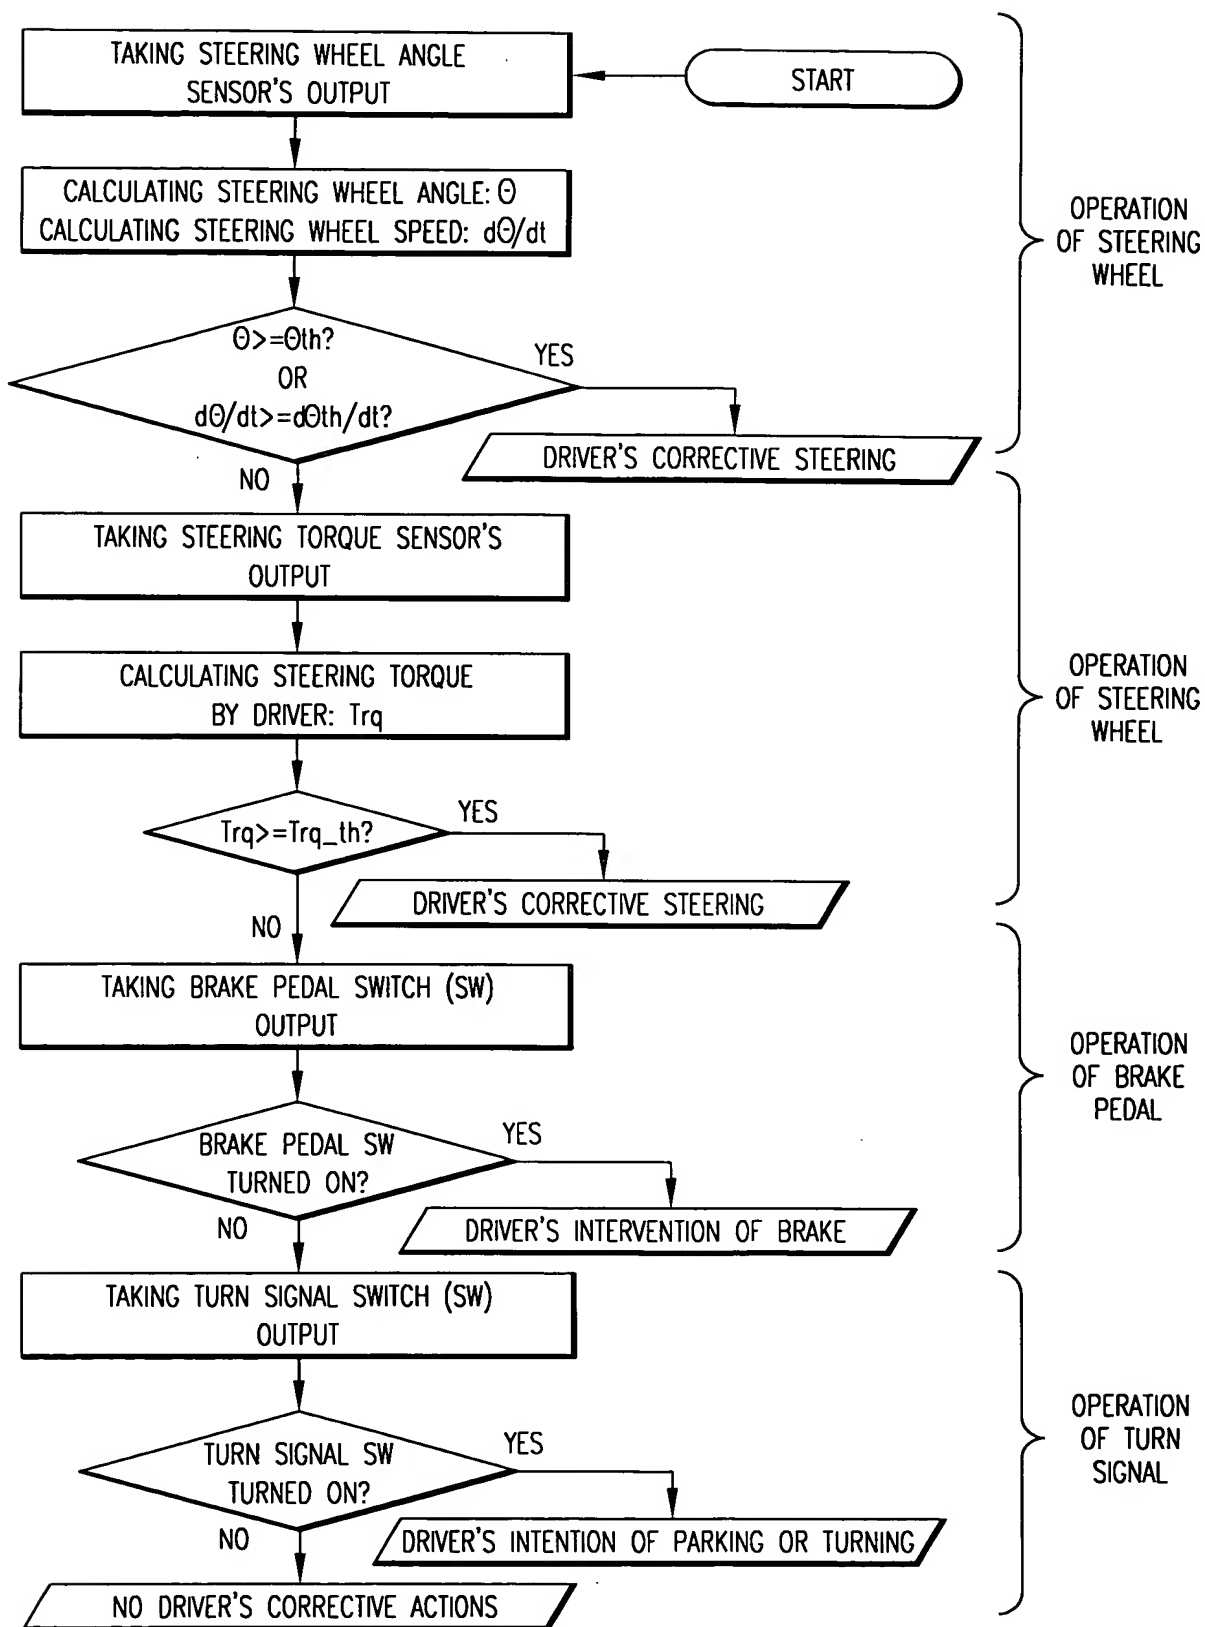 TAKING STEERING WHEEL ANGLE
SENSOR'S OUTPUT
START
CALCULATING STEERING WHEEL ANGLE: Θ
CALCULATING STEERING WHEEL SPEED: dΘ/dt
OPERATION
OF STEERING
WHEEL
Θ>=Θth?
OR
dΘ/dt>=dΘth/dt?
YES
DRIVER'S CORRECTIVE STEERING
NO
TAKING STEERING TORQUE SENSOR'S
OUTPUT
CALCULATING STEERING TORQUE
BY DRIVER: Trq
OPERATION
OF STEERING
WHEEL
Trq>=Trq_th?
YES
DRIVER'S CORRECTIVE STEERING
NO
TAKING BRAKE PEDAL SWITCH (SW)
OUTPUT
OPERATION
OF BRAKE
PEDAL
BRAKE PEDAL SW
TURNED ON?
YES
DRIVER'S INTERVENTION OF BRAKE
NO
TAKING TURN SIGNAL SWITCH (SW)
OUTPUT
OPERATION
OF TURN
SIGNAL
TURN SIGNAL SW
TURNED ON?
YES
DRIVER'S INTENTION OF PARKING OR TURNING
NO
NO DRIVER'S CORRECTIVE ACTIONS